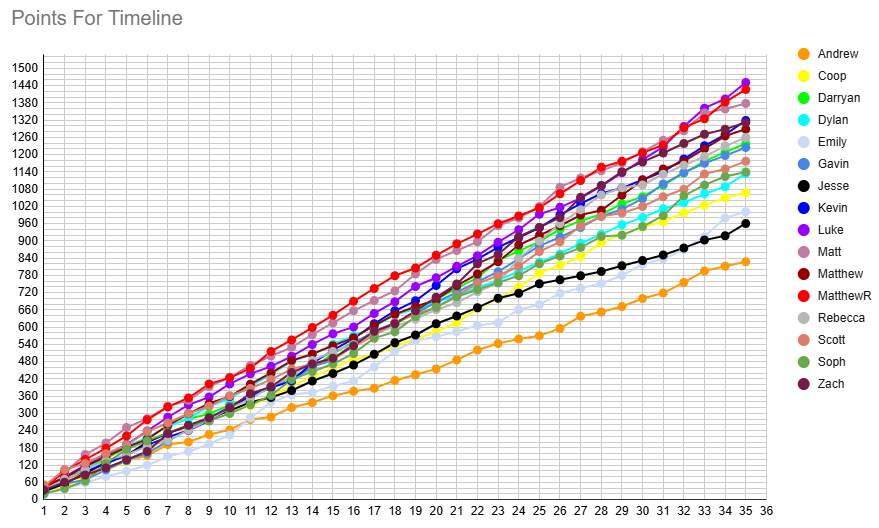 Points For Timeline
1500
1440
1380
1320
1260
1200
1140
1080
1020
960
900
840
780
720
660
600
540
480
420
360
300
240
180
120
60
0
1 2 3 4 5 6 7 8 9 10 11 12 13 14 15 16 17 18 19 20 21 22 23 24 25 26 27 28 29 30 31 32 33 34 35 36
Andrew
Coop
Darryan
Dylan
Emily
Gavin
Jesse
Kevin
Luke
Matt
Matthew
MatthewR
Rebecca
Scott
Soph
Zach